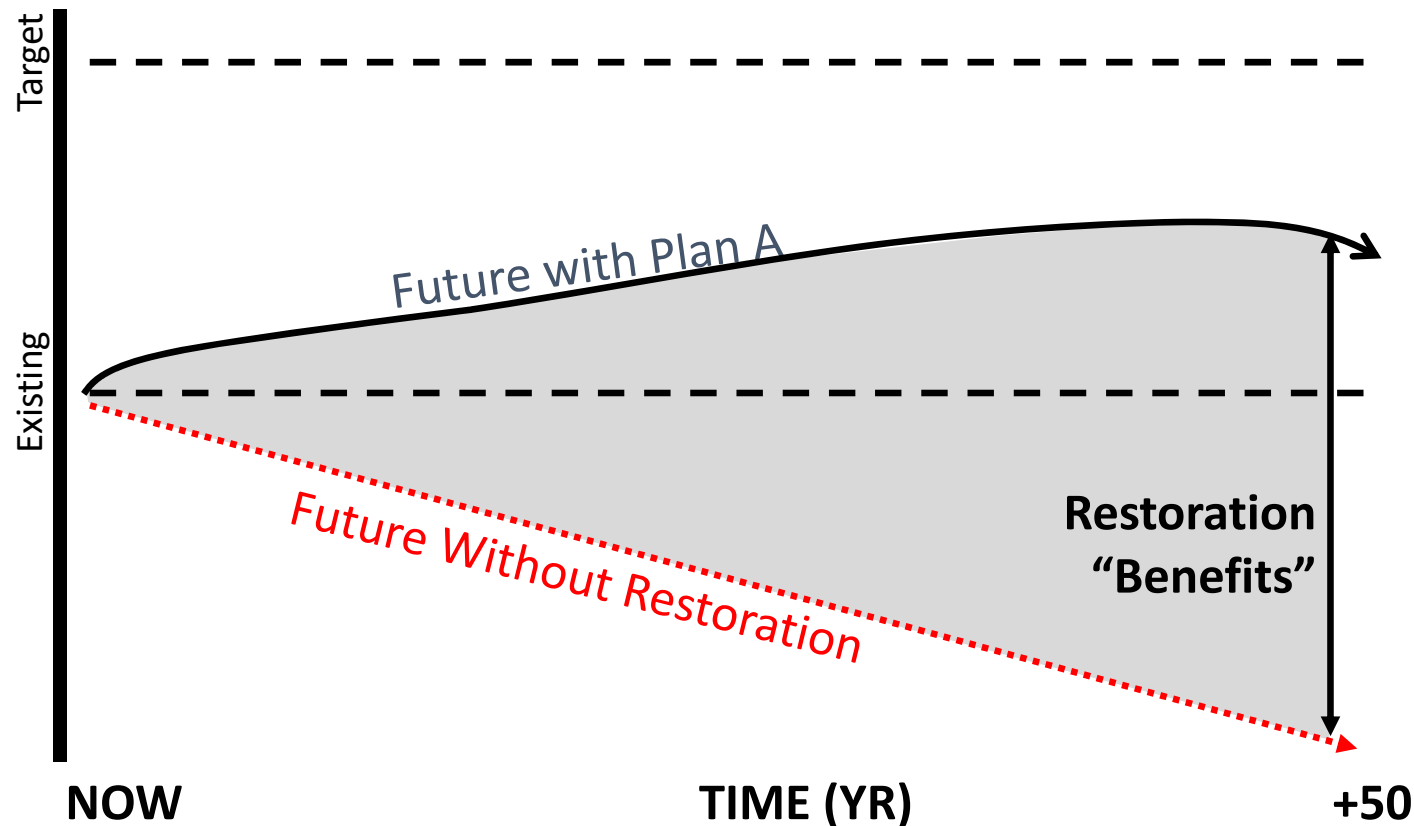 Target
Future with Plan A
Existing
Restoration
“Benefits”
Future Without Restoration
NOW
TIME (YR)
+50